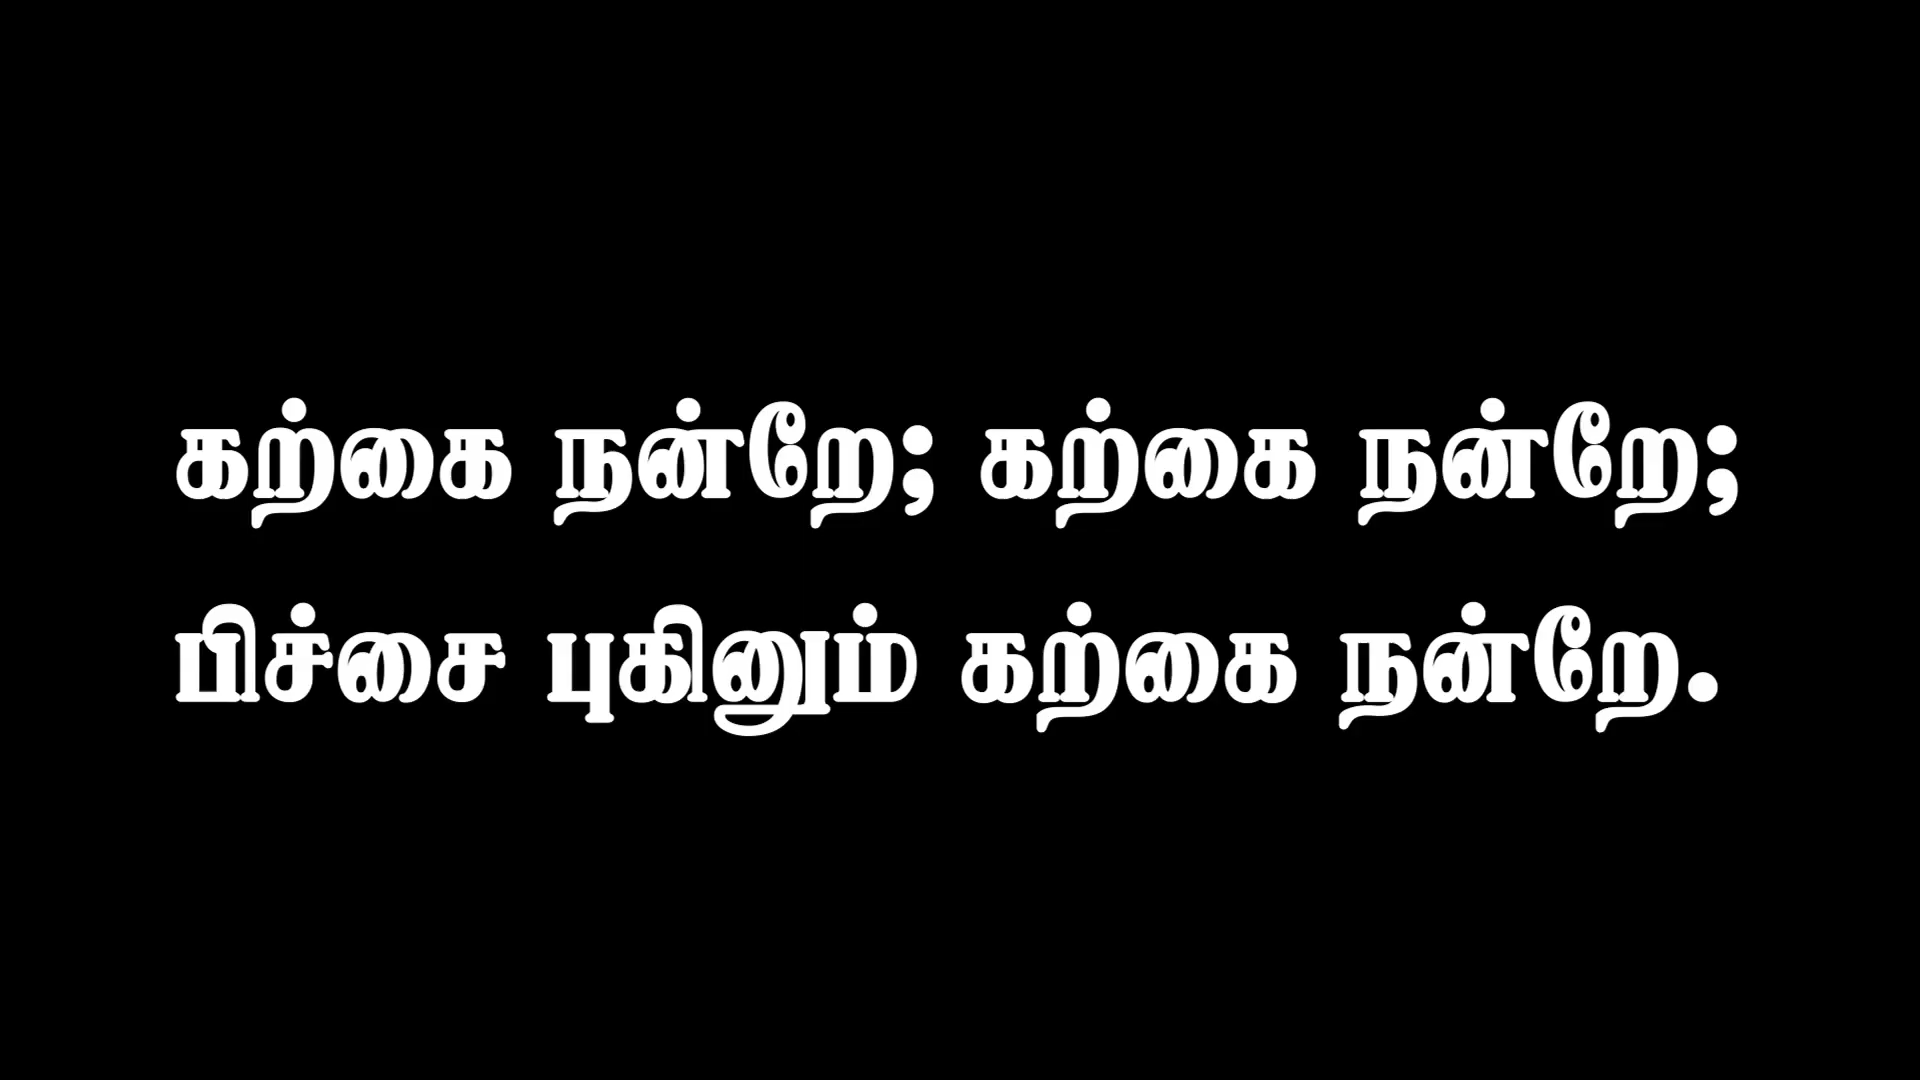 கற்கை நன்றே; கற்கை நன்றே;
பிச்சை புகினும் கற்கை நன்றே.